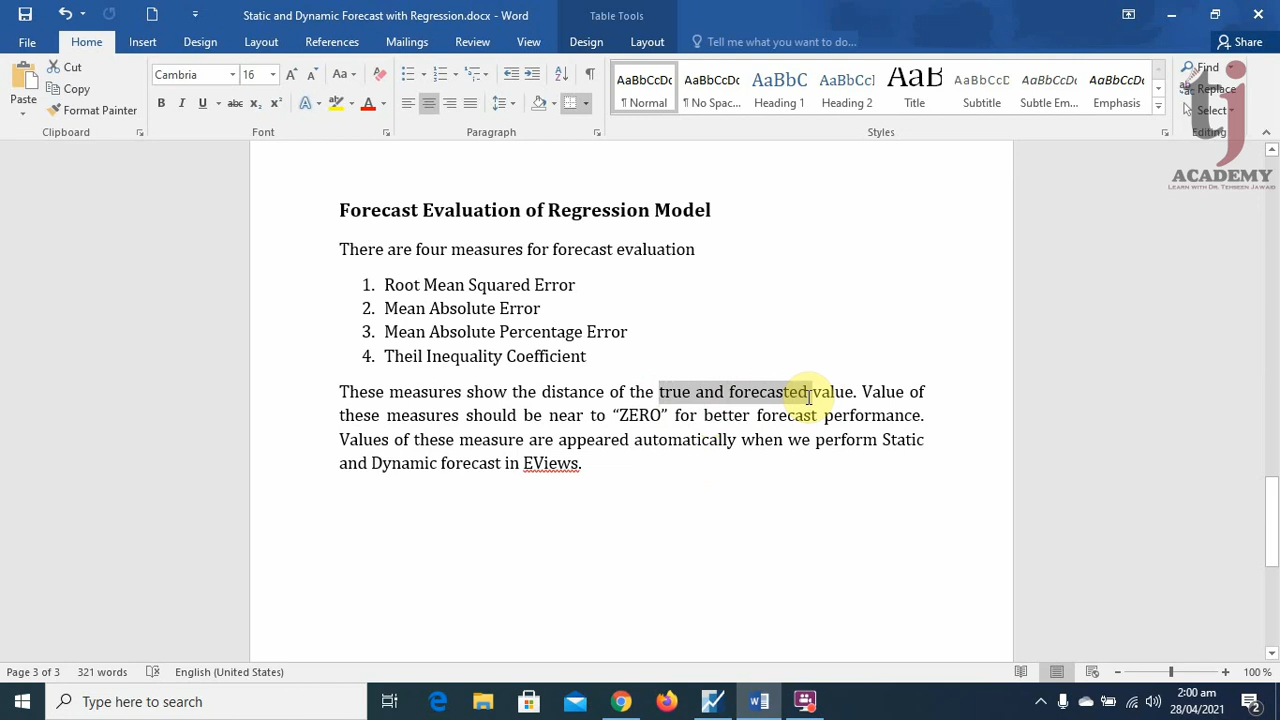 Static and Dynamic Forecast with Regression.docx - Word
Table Tools
File Home Insert Design Layout References Mailings Review View Design Layout Tell me what you want to do... Share
Paste
Cut
Copy
Format Painter
Clipboard
Cambria 16
Font
Paragraph
AaBbCcDc AaBbCcDc AaBbC AaBbCcI AaB AaBbCcD AaBbCcDc AaBbCcDc
¶ Normal ¶ No Spac... Heading 1 Heading 2 Title Subtitle Subtle Em... Emphasis
Styles
Find
Replace
Select
Editing
tj
ACADEMY
LEARN WITH DR. TEHSEEN JAWAID
Forecast Evaluation of Regression Model
There are four measures for forecast evaluation
1. Root Mean Squared Error
2. Mean Absolute Error
3. Mean Absolute Percentage Error
4. Theil Inequality Coefficient
These measures show the distance of the true and forecasted value. Value of
these measures should be near to “ZERO” for better forecast performance.
Values of these measure are appeared automatically when we perform Static
and Dynamic forecast in EViews.
Page 3 of 3 321 words English (United States) 100 %
Type here to search
2:00 am
28/04/2021
2